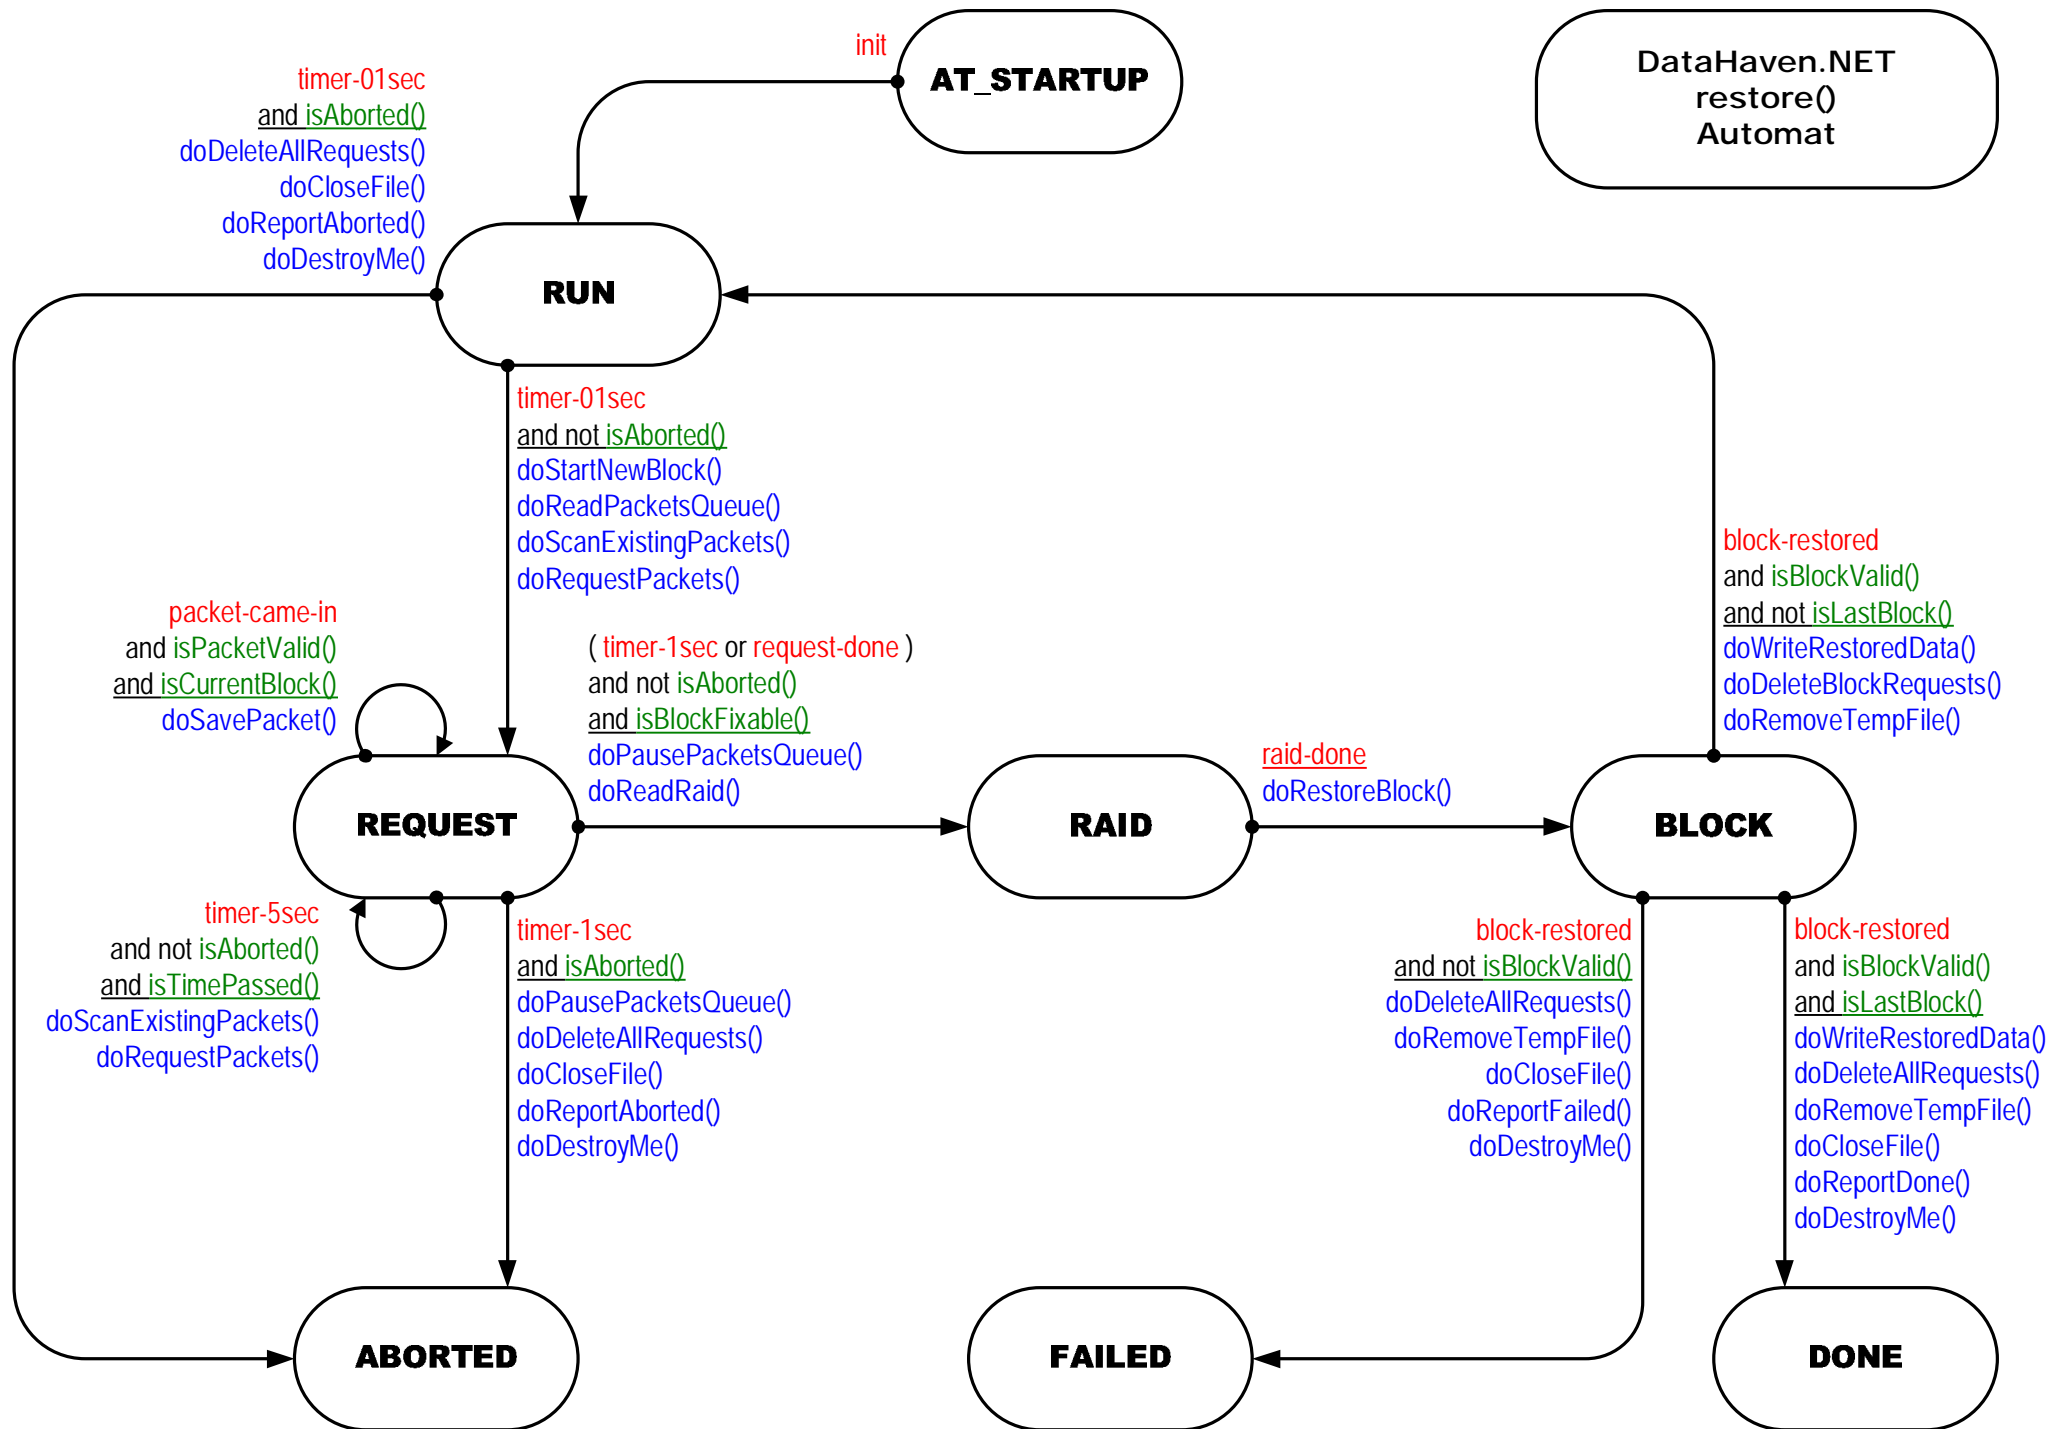 init
AT_STARTUP
DataHaven.NET
restore()
Automat
timer-01sec
and isAborted()
doDeleteAllRequests()
doCloseFile()
doReportAborted()
doDestroyMe()
RUN
timer-01sec
and not isAborted()
doStartNewBlock()
doReadPacketsQueue()
doScanExistingPackets()
doRequestPackets()
block-restored
and isBlockValid()
and not isLastBlock()
doWriteRestoredData()
doDeleteBlockRequests()
doRemoveTempFile()
packet-came-in
and isPacketValid()
and isCurrentBlock()
doSavePacket()
( timer-1sec or request-done )
and not isAborted()
and isBlockFixable()
doPausePacketsQueue()
doReadRaid()
raid-done
doRestoreBlock()
REQUEST
RAID
BLOCK
timer-5sec
and not isAborted()
and isTimePassed()
doScanExistingPackets()
doRequestPackets()
timer-1sec
and isAborted()
doPausePacketsQueue()
doDeleteAllRequests()
doCloseFile()
doReportAborted()
doDestroyMe()
block-restored
and not isBlockValid()
doDeleteAllRequests()
doRemoveTempFile()
doCloseFile()
doReportFailed()
doDestroyMe()
block-restored
and isBlockValid()
and isLastBlock()
doWriteRestoredData()
doDeleteAllRequests()
doRemoveTempFile()
doCloseFile()
doReportDone()
doDestroyMe()
ABORTED
FAILED
DONE